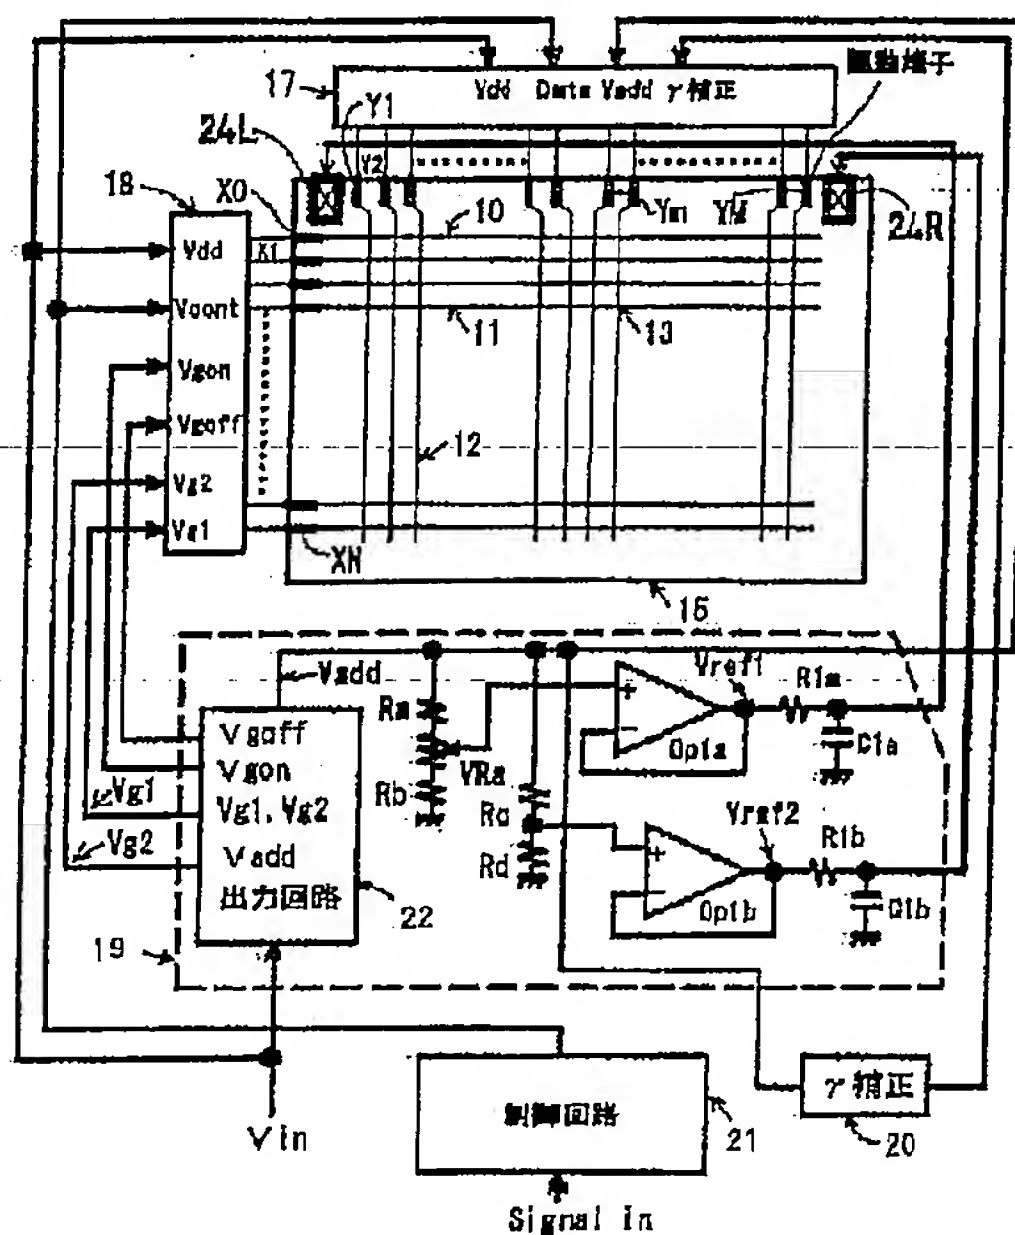 17
Vdd Data Vadd γ補正
駆動端子
Y1
24L
Y2
18
X0
10
Ym
YM
24R
Vdd
X1
Vcont
11
13
Vgon
Vgoff
12
Vg2
Vg1
XN
Vadd
Vref1
R1a
Ra
Vgoff
Op1a
C1a
Vgon
VRa
Vg1
Rb
Rc
Vg1, Vg2
Vref2
R1b
Vg2
Rd
Vadd
出力回路
22
Op1b
C1b
19
制御回路
γ補正
Vin
21
20
Signal in